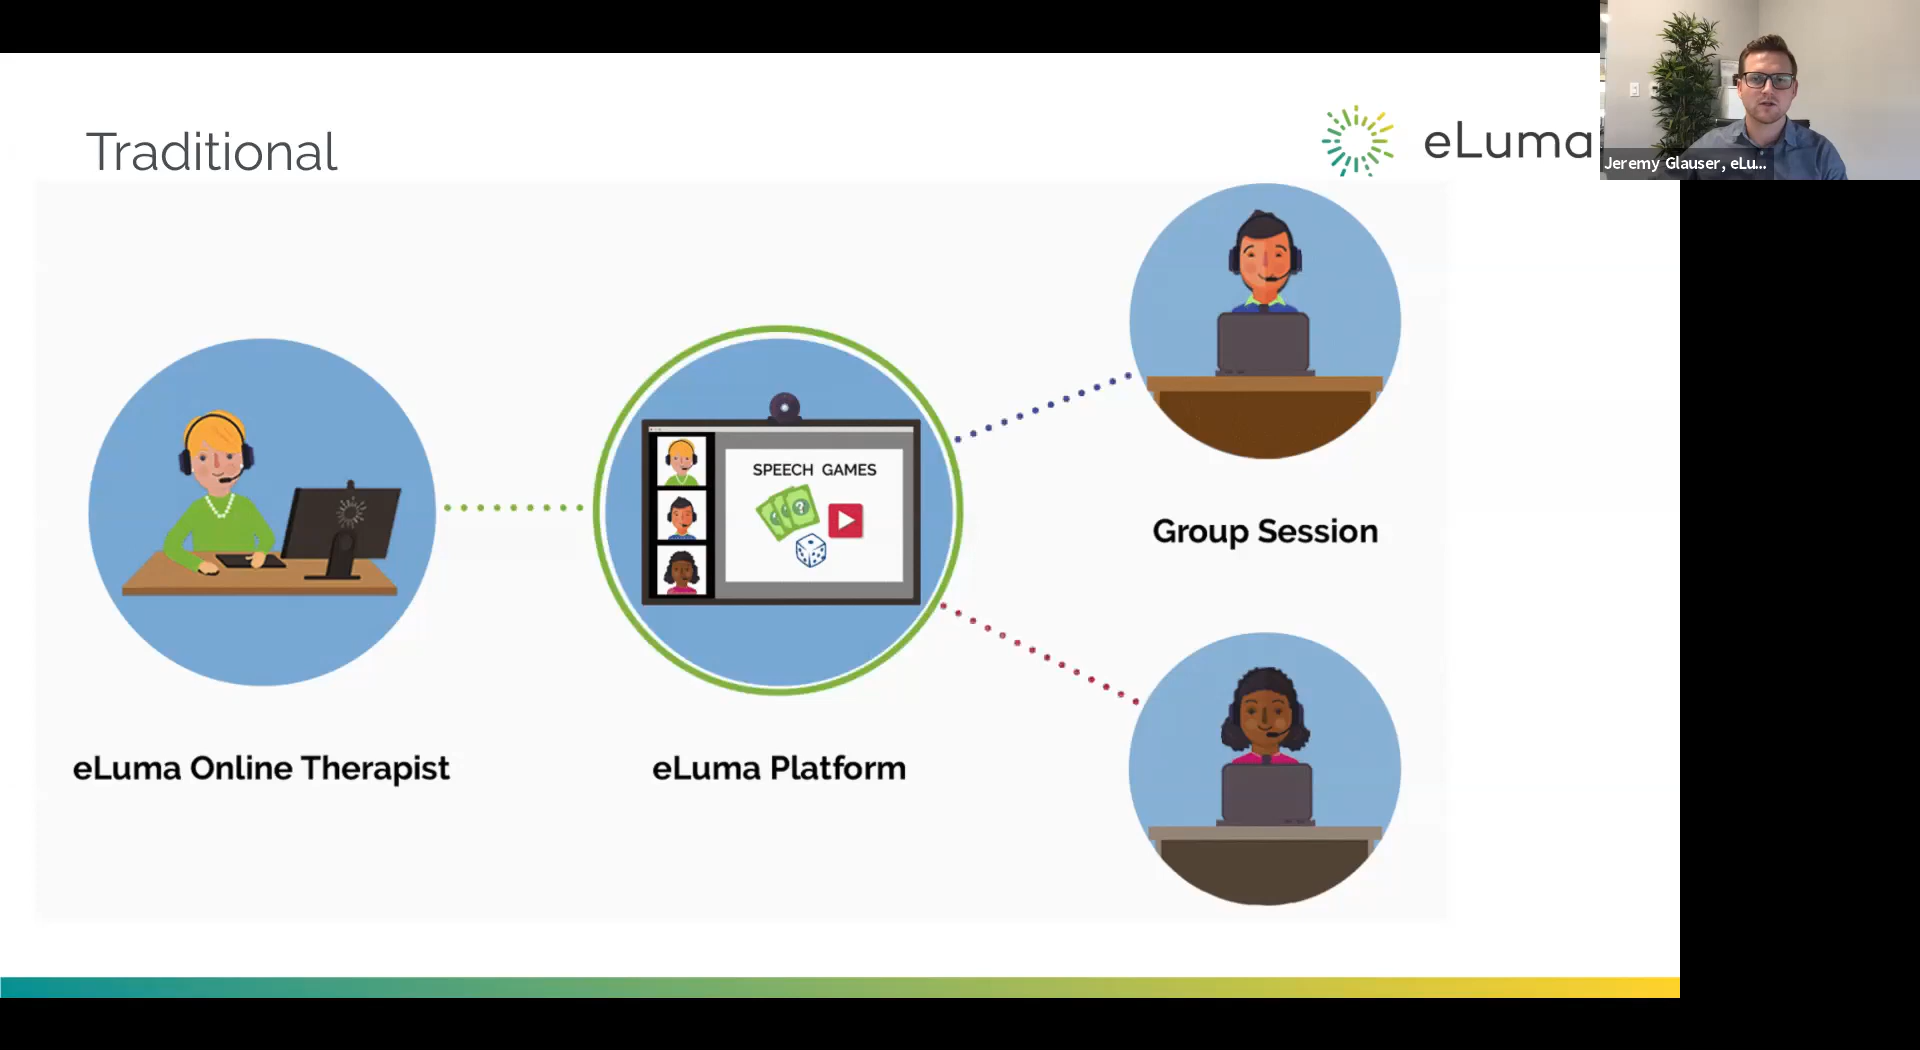 Traditional
eLuma
Jeremy Glauser, eLu...
SPEECH GAMES
Group Session
eLuma Online Therapist
eLuma Platform